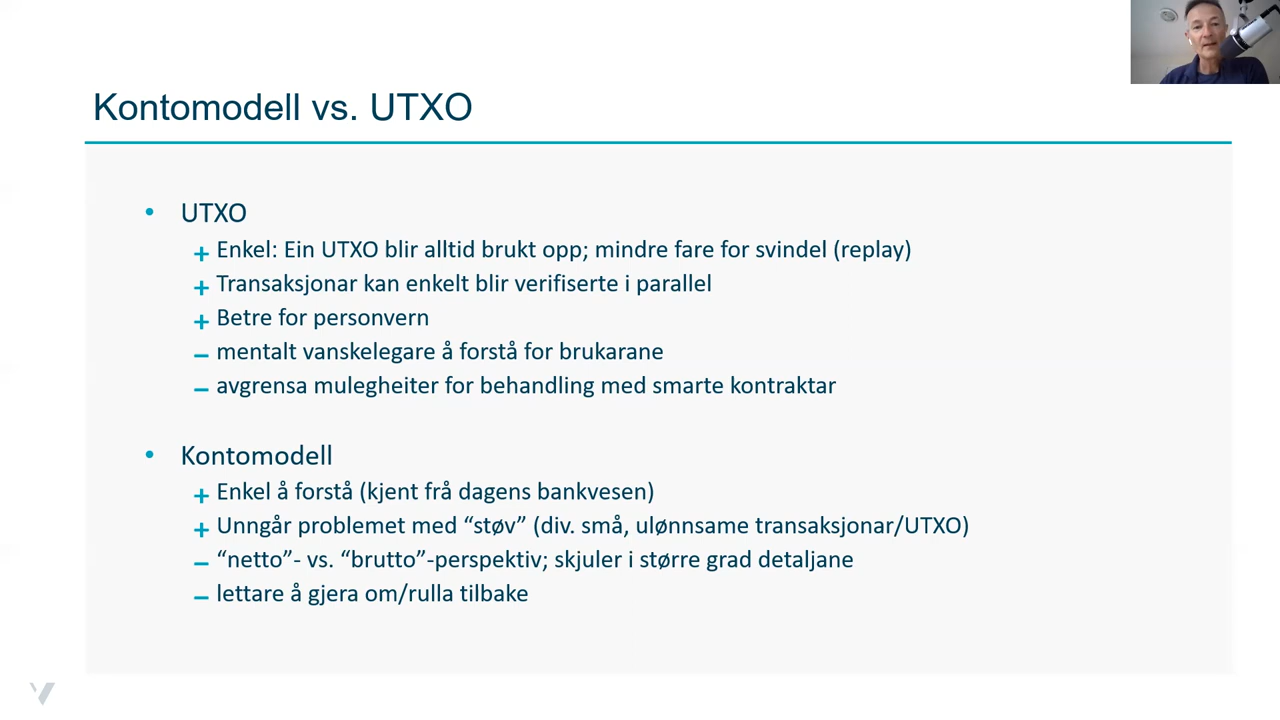 Kontomodell vs. UTXO
• UTXO
+ Enkel: Ein UTXO blir alltid brukt opp; mindre fare for svindel (replay)
+ Transaksjonar kan enkelt blir verifiserte i parallel
+ Betre for personvern
− mentalt vanskelegare å forstå for brukarane
− avgrensa mulegheiter for behandling med smarte kontraktar
• Kontomodell
+ Enkel å forstå (kjent frå dagens bankvesen)
+ Unngår problemet med “støv” (div. små, ulønnsame transaksjonar/UTXO)
− “netto”- vs. “brutto”-perspektiv; skjuler i større grad detaljane
− lettare å gjera om/rulla tilbake